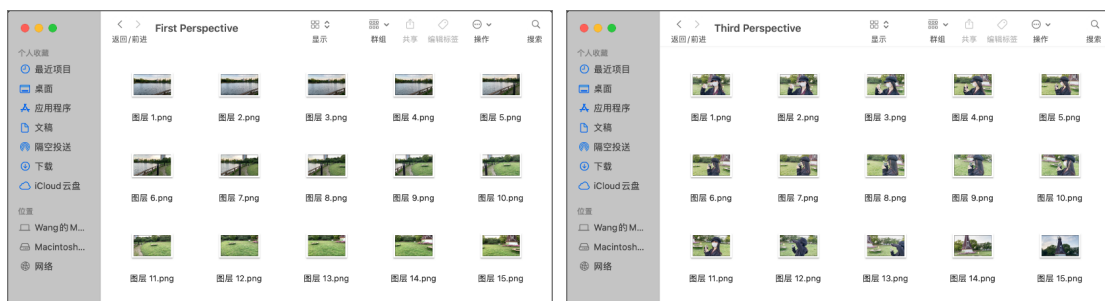 First Perspective
返回/前进
显示
群组
共享
编辑标签
操作
搜索
个人收藏
最近项目
桌面
应用程序
文稿
隔空投送
下载
iCloud 云盘
位置
Wang的 M...
Macintosh...
网络
图层 1.png
图层 2.png
图层 3.png
图层 4.png
图层 5.png
图层 6.png
图层 7.png
图层 8.png
图层 9.png
图层 10.png
图层 11.png
图层 12.png
图层 13.png
图层 14.png
图层 15.png
Third Perspective
返回/前进
显示
群组
共享
编辑标签
操作
搜索
个人收藏
最近项目
桌面
应用程序
文稿
隔空投送
下载
iCloud 云盘
位置
Wang的 M...
Macintosh...
网络
图层 1.png
图层 2.png
图层 3.png
图层 4.png
图层 5.png
图层 6.png
图层 7.png
图层 8.png
图层 9.png
图层 10.png
图层 11.png
图层 12.png
图层 13.png
图层 14.png
图层 15.png